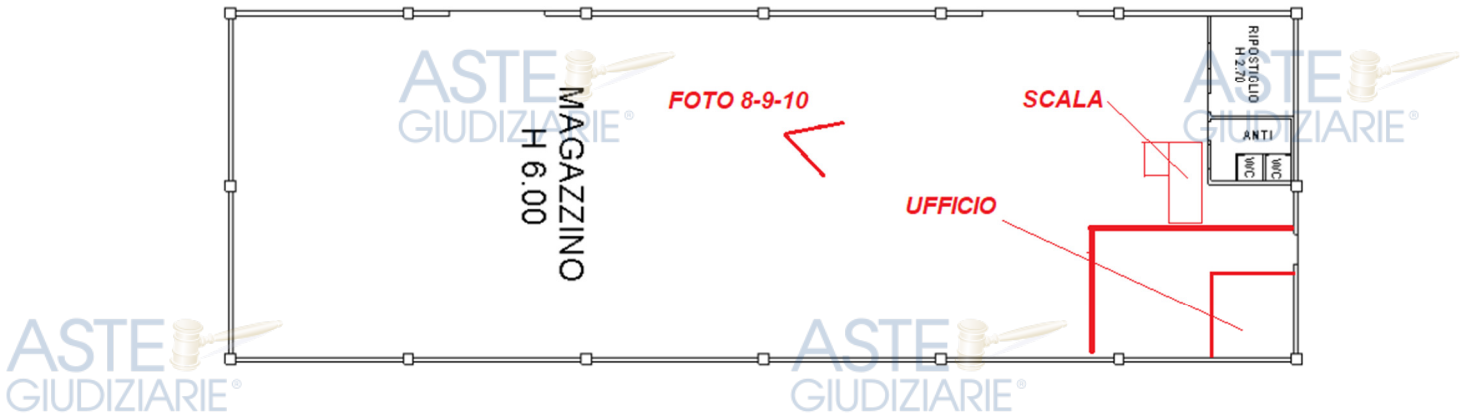 ASTE
GIUDIZIARIE®
FOTO 8-9-10
MAGAZZINO
H 6.00
SCALA
ASTE
GIUDIZIARIE®
RIPOSTIGLIO
H 2.70
ANTI
WC
WC
UFFICIO
ASTE
GIUDIZIARIE®
ASTE
GIUDIZIARIE®